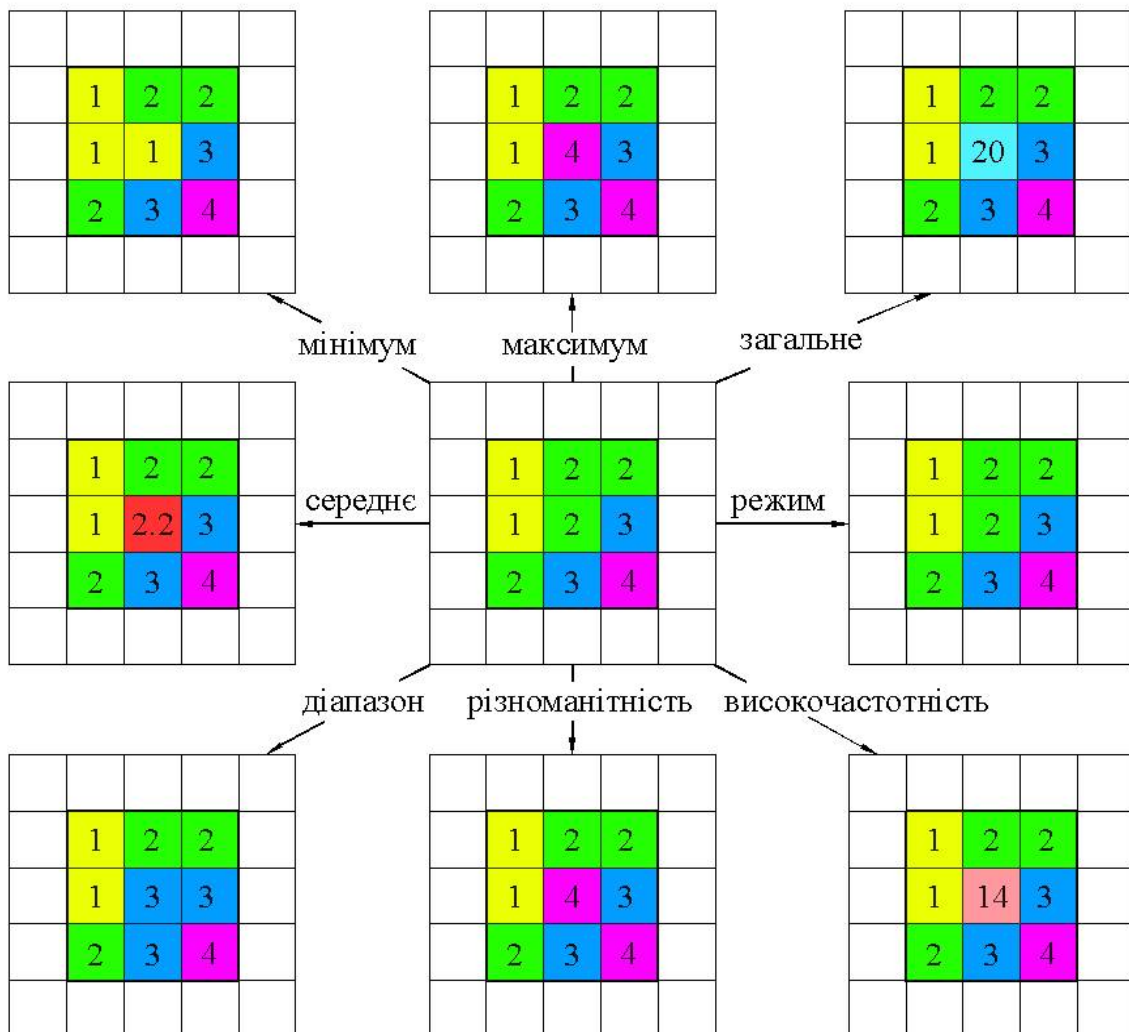 1 2 2 1 2 2 1 2 2
1 1 3 1 4 3 1 20 3
2 3 4 2 3 4 2 3 4
мінімум максимум загальне
1 2 2 1 2 2 1 2 2
середнє режим
1 2.2 3 1 2 3 1 2 3
2 3 4 2 3 4 2 3 4
діапазон різноманітність високочастотність
1 2 2 1 2 2 1 2 2
1 3 3 1 4 3 1 14 3
2 3 4 2 3 4 2 3 4